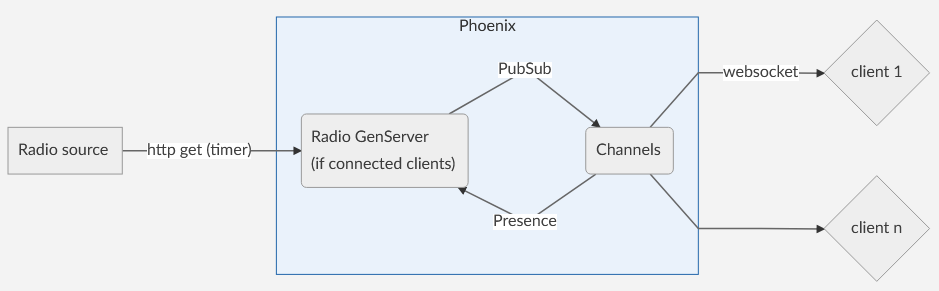 Phoenix
PubSub
websocket
client 1
Radio source
http get (timer)
Radio GenServer
(if connected clients)
Channels
Presence
client n